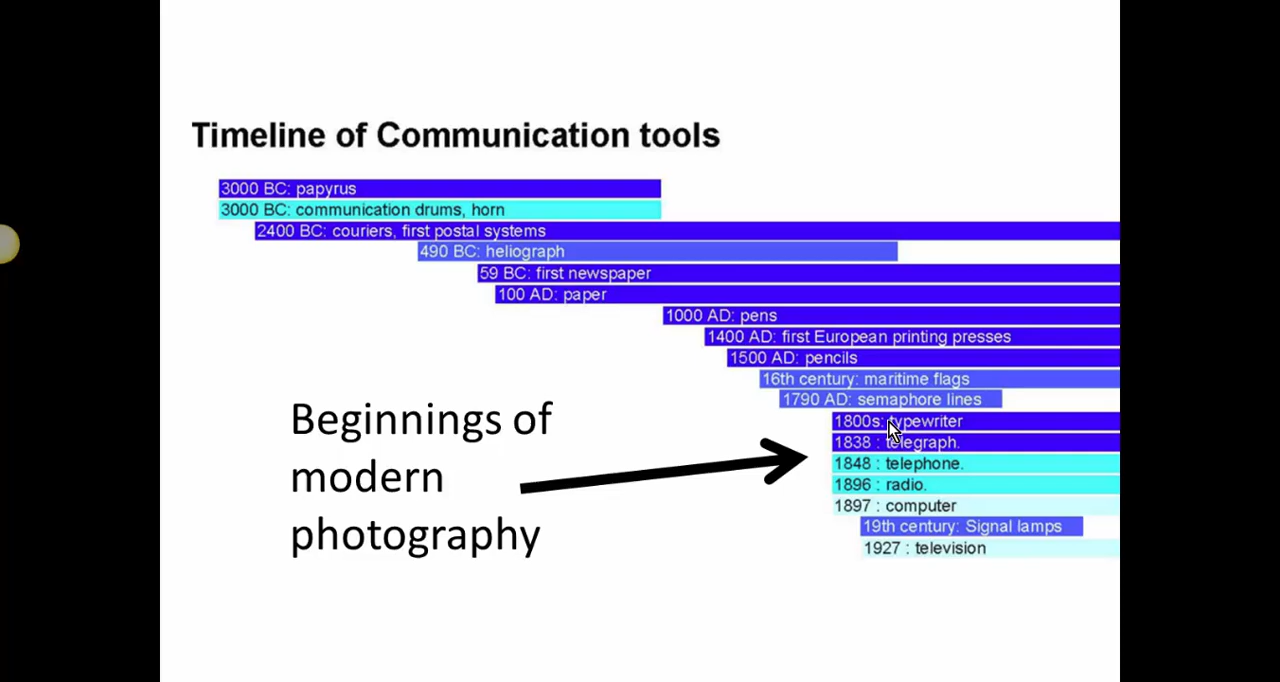 Timeline of Communication tools
3000 BC: papyrus
3000 BC: communication drums, horn
2400 BC: couriers, first postal systems
490 BC: heliograph
59 BC: first newspaper
100 AD: paper
1000 AD: pens
1400 AD: first European printing presses
1500 AD: pencils
16th century: maritime flags
1790 AD: semaphore lines
1800s: typewriter
1838 : telegraph.
1848 : telephone.
1896 : radio.
1897 : computer
19th century: Signal lamps
1927 : television
Beginnings of
modern
photography